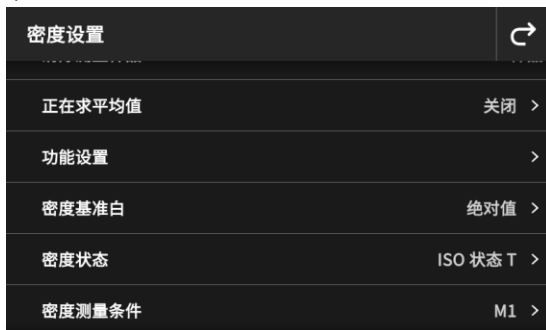 密度设置
正在求平均值 关闭
功能设置
密度基准白 绝对值
密度状态 ISO 状态 T
密度测量条件 M1